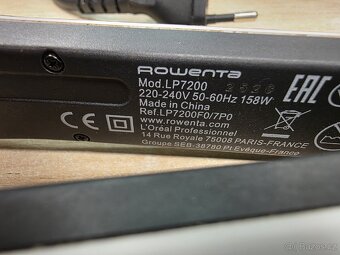 Rowenta
Mod.LP7200
220-240V 50-60Hz 158W
Made in China
Ref.LP7200F0/7P0
www.rowenta.com
L'Oréal Professionnel
14 Rue Royale 75008 PARIS-FRANCE
Groupe SEB-38780 Pt Evêque-France
EAC
CE